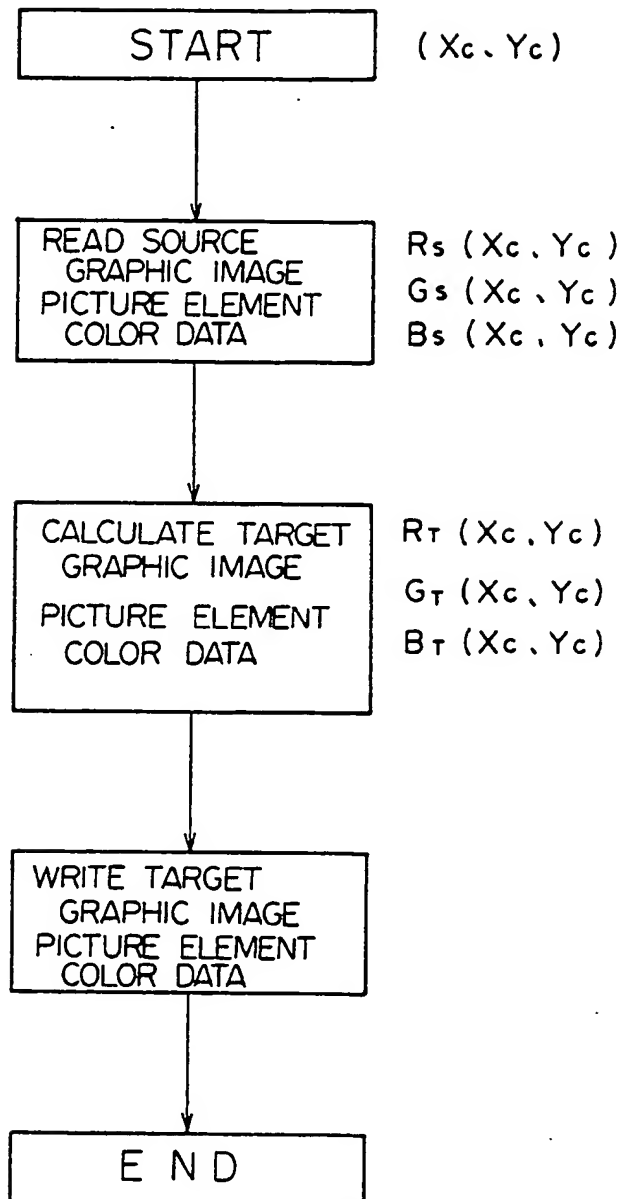 START (Xc、Yc)
READ SOURCE Rs (Xc、Yc)
GRAPHIC IMAGE Gs (Xc、Yc)
PICTURE ELEMENT
COLOR DATA Bs (Xc、Yc)
CALCULATE TARGET RT (Xc、Yc)
GRAPHIC IMAGE
PICTURE ELEMENT GT (Xc、Yc)
COLOR DATA BT (Xc、Yc)
WRITE TARGET
GRAPHIC IMAGE
PICTURE ELEMENT
COLOR DATA
END